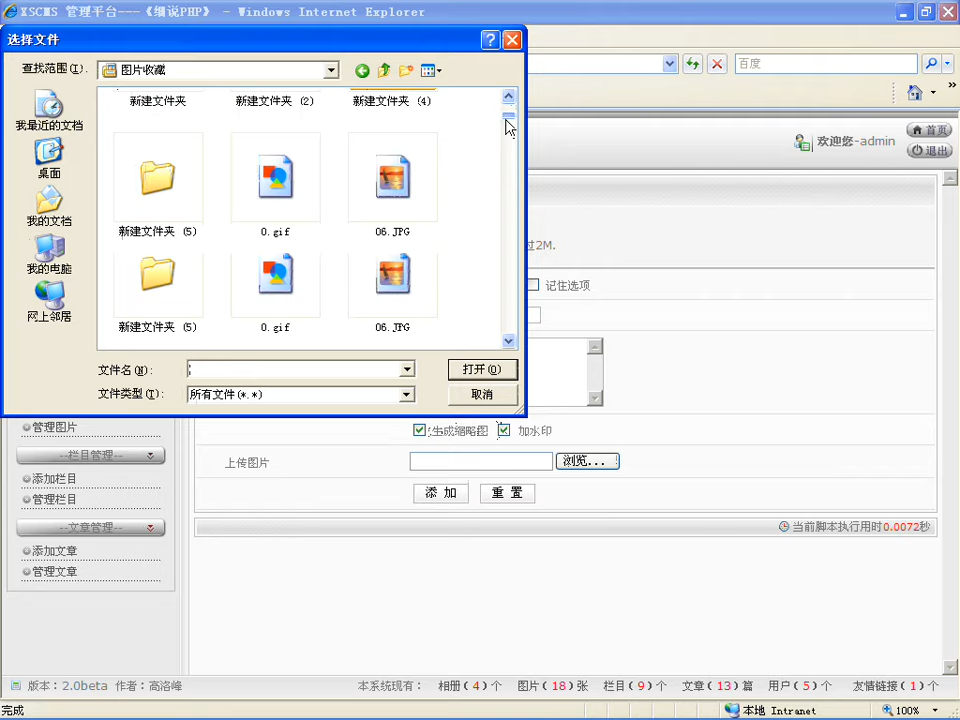 XSCMS 管理平台---《细说PHP》 - Windows Internet Explorer
选择文件
查找范围(I): 图片收藏
百度
新建文件夹 新建文件夹 (2) 新建文件夹 (4)
我最近的文档
桌面
我的文档
我的电脑
网上邻居
新建文件夹 (5) 0.gif 06.JPG
新建文件夹 (5) 0.gif 06.JPG
文件名(N): 打开(O)
文件类型(T): 所有文件(*.*) 取消
欢迎您-admin 首页
退出
过2M.
记住选项
管理图片
--栏目管理--
添加栏目
管理栏目
--文章管理--
添加文章
管理文章
生成缩略图 加水印
上传图片 浏览...
添 加 重 置
当前脚本执行用时0.0072秒
版本：2.0beta 作者：高洛峰 本系统现有： 相册(4)个 图片(18)张 栏目(9)个 文章(13)篇 用户(5)个 友情链接(1)个
完成 本地 Intranet 100%